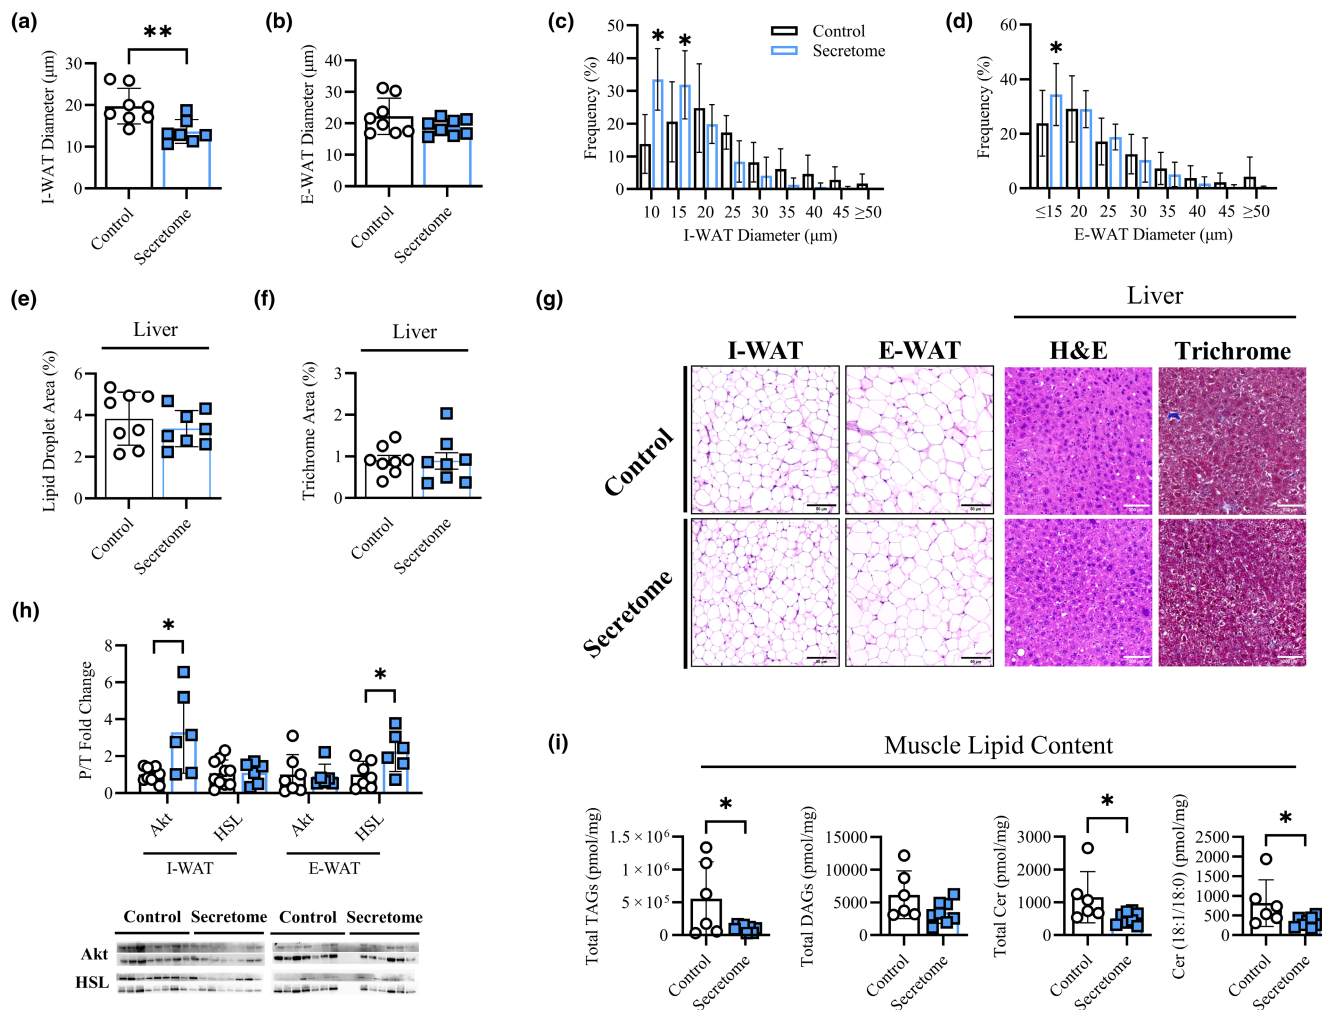 (a)
**
I-WAT Diameter (μm)
30
20
10
0
Control
Secretome
(b)
E-WAT Diameter (μm)
40
30
20
10
0
Control
Secretome
(c)
Frequency (%)
50
40
30
20
10
0
* *
Control
Secretome
10 15 20 25 30 35 40 45 ≥50
I-WAT Diameter (μm)
(d)
Frequency (%)
60
40
20
0
*
≤15 20 25 30 35 40 45 ≥50
E-WAT Diameter (μm)
(e)
Liver
Lipid Droplet Area (%)
6
4
2
0
Control
Secretome
(f)
Liver
Trichrome Area (%)
3
2
1
0
Control
Secretome
(g)
Liver
I-WAT E-WAT H&E Trichrome
Control
Secretome
(h)
P/T Fold Change
8
6
4
2
0
*
*
Akt HSL Akt HSL
I-WAT E-WAT
Control Secretome Control Secretome
Akt
HSL
(i)
Muscle Lipid Content
Total TAGs (pmol/mg)
1.5 × 10⁶
1 × 10⁶
5 × 10⁵
0
*
Control
Secretome
Total DAGs (pmol/mg)
15000
10000
5000
0
Control
Secretome
Total Cer (pmol/mg)
3000
2000
1000
0
*
Control
Secretome
Cer (18:1/18:0) (pmol/mg)
2500
2000
1500
1000
500
0
*
Control
Secretome